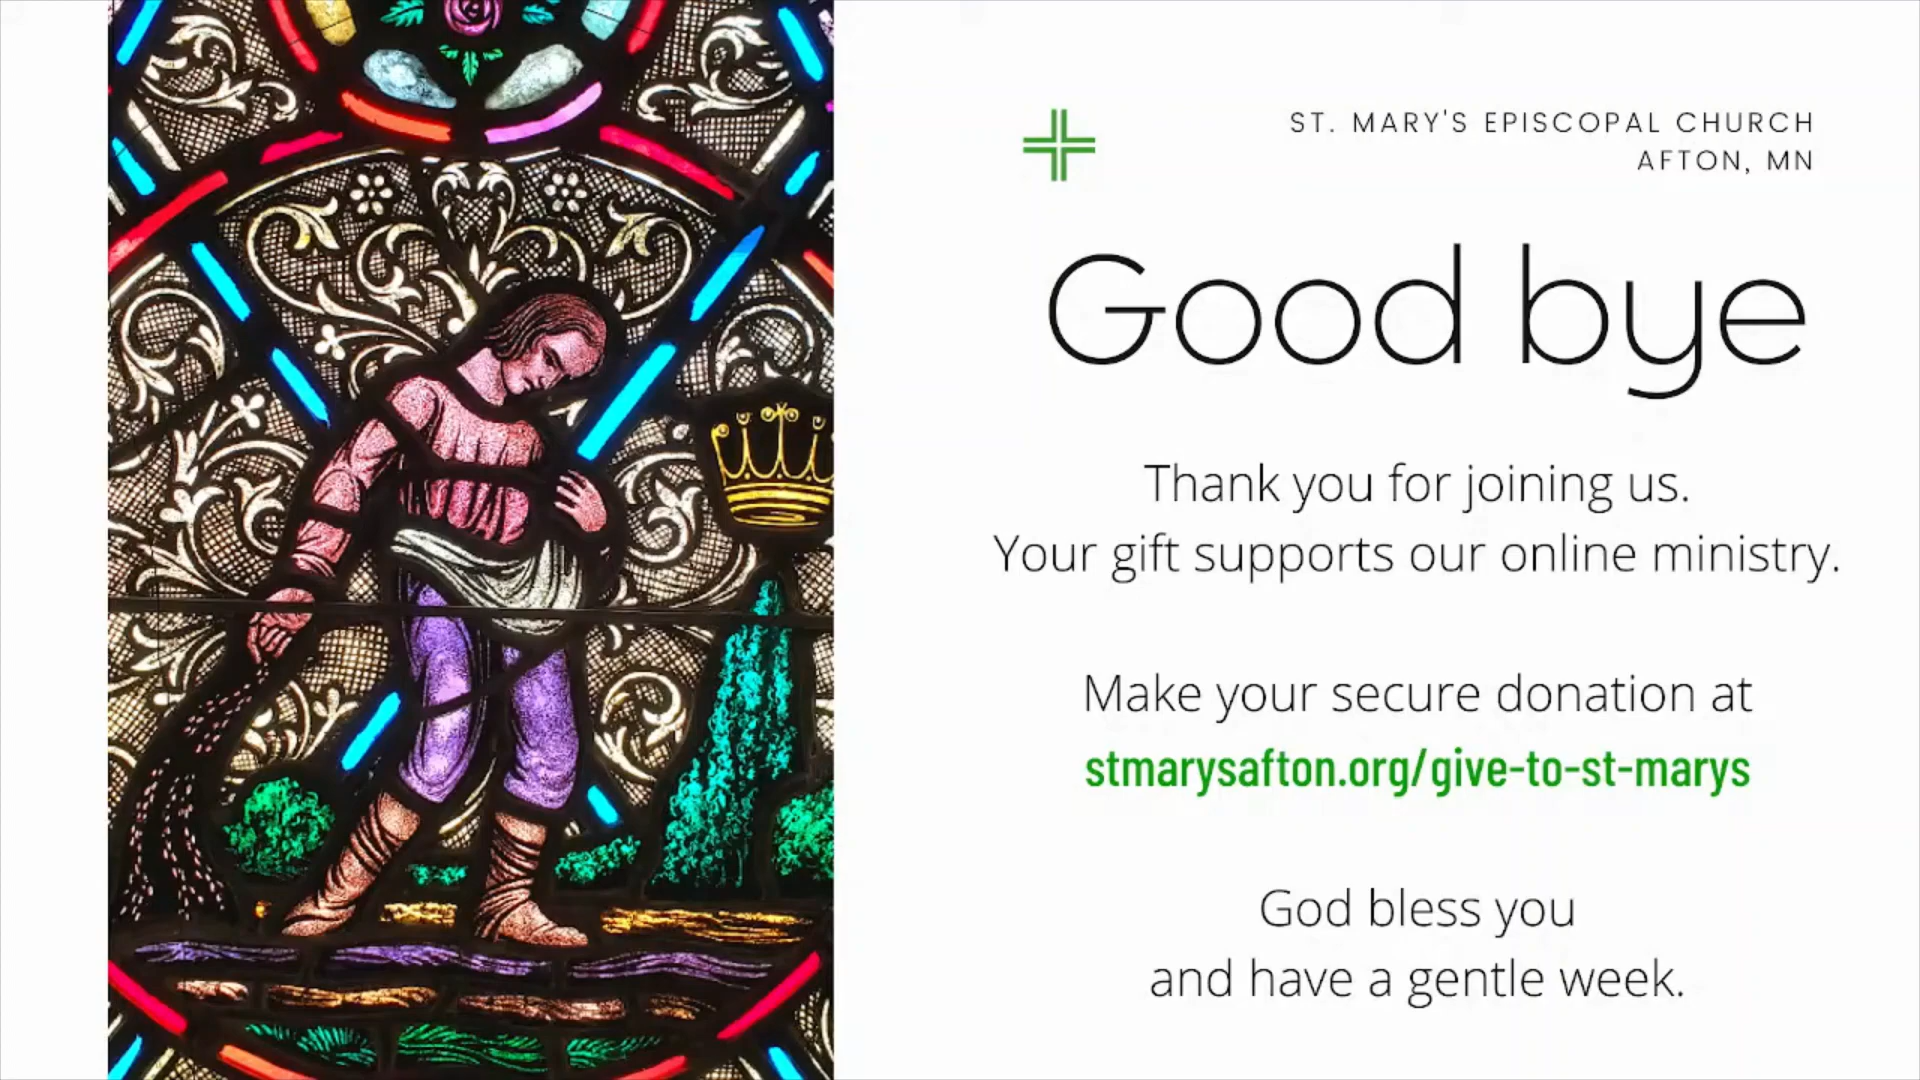 ST. MARY'S EPISCOPAL CHURCH
AFTON, MN
Good bye
Thank you for joining us.
Your gift supports our online ministry.
Make your secure donation at
stmarysafton.org/give-to-st-marys
God bless you
and have a gentle week.